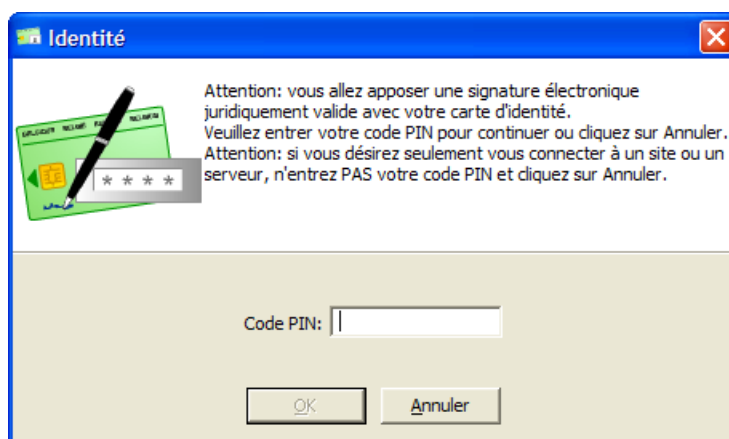 Identité
Attention: vous allez apposer une signature électronique
juridiquement valide avec votre carte d'identité.
Veuillez entrer votre code PIN pour continuer ou cliquez sur Annuler.
Attention: si vous désirez seulement vous connecter à un site ou un
serveur, n'entrez PAS votre code PIN et cliquez sur Annuler.
* * * *
Code PIN:
OK
Annuler